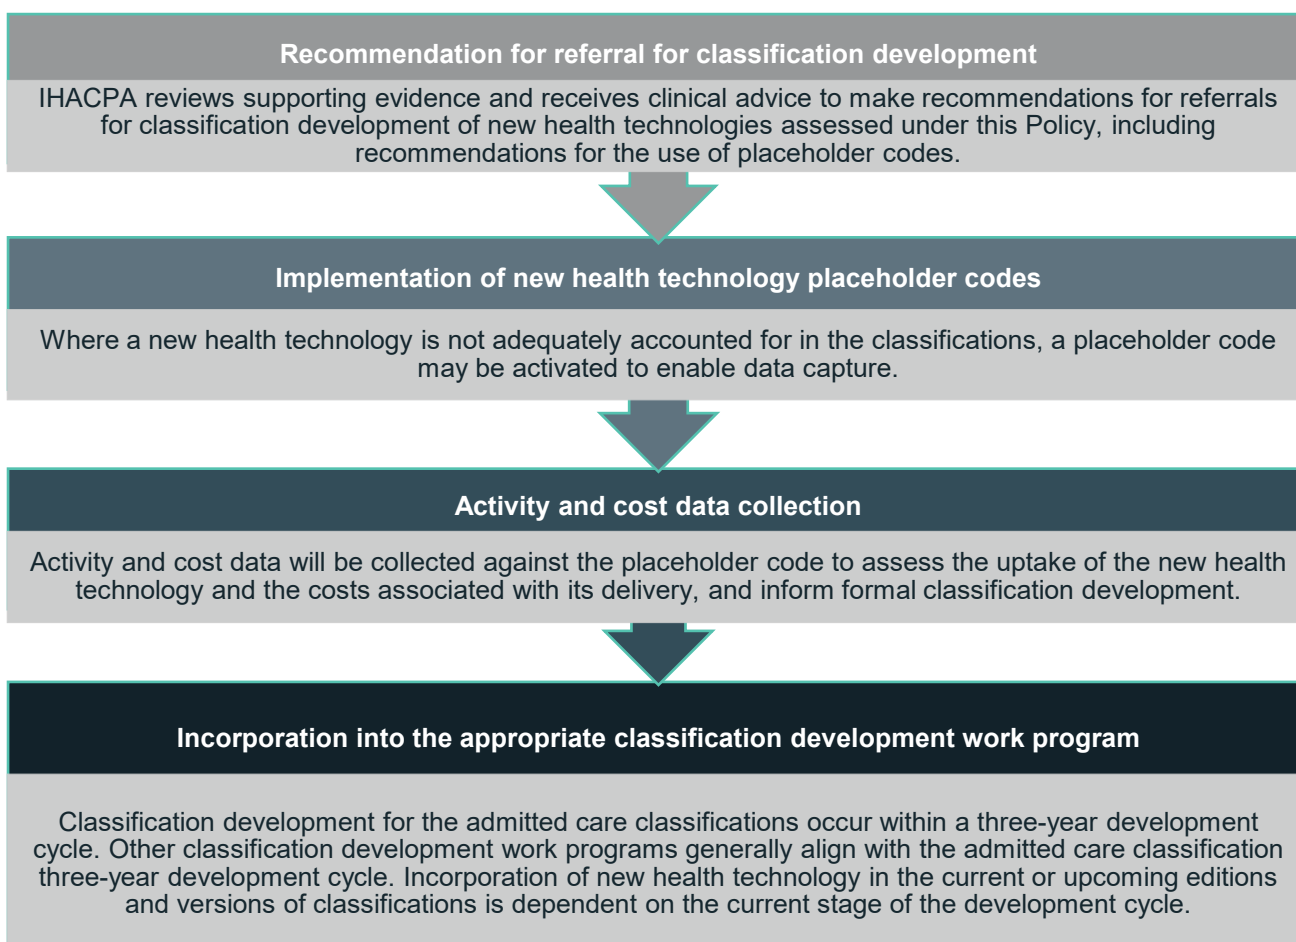 Recommendation for referral for classification development
IHACPA reviews supporting evidence and receives clinical advice to make recommendations for referrals
for classification development of new health technologies assessed under this Policy, including
recommendations for the use of placeholder codes.
Implementation of new health technology placeholder codes
Where a new health technology is not adequately accounted for in the classifications, a placeholder code
may be activated to enable data capture.
Activity and cost data collection
Activity and cost data will be collected against the placeholder code to assess the uptake of the new health
technology and the costs associated with its delivery, and inform formal classification development.
Incorporation into the appropriate classification development work program
Classification development for the admitted care classifications occur within a three-year development
cycle. Other classification development work programs generally align with the admitted care classification
three-year development cycle. Incorporation of new health technology in the current or upcoming editions
and versions of classifications is dependent on the current stage of the development cycle.